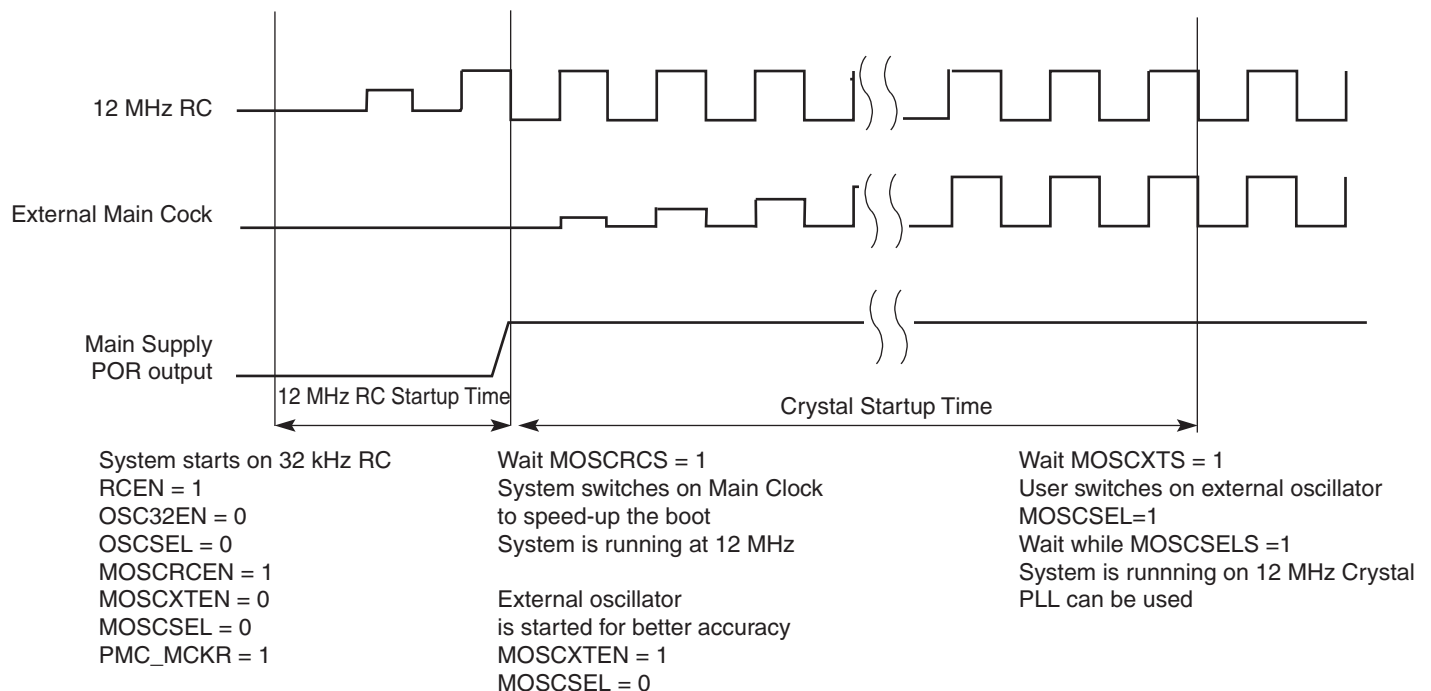 12 MHz RC
External Main Cock
Main Supply
POR output
12 MHz RC Startup Time
Crystal Startup Time
System starts on 32 kHz RC
RCEN = 1
OSC32EN = 0
OSCSEL = 0
MOSCRCEN = 1
MOSCXTEN = 0
MOSCSEL = 0
PMC_MCKR = 1
Wait MOSCRCS = 1
System switches on Main Clock
to speed-up the boot
System is running at 12 MHz
External oscillator
is started for better accuracy
MOSCXTEN = 1
MOSCSEL = 0
Wait MOSCXTS = 1
User switches on external oscillator
MOSCSEL=1
Wait while MOSCSELS =1
System is runnning on 12 MHz Crystal
PLL can be used